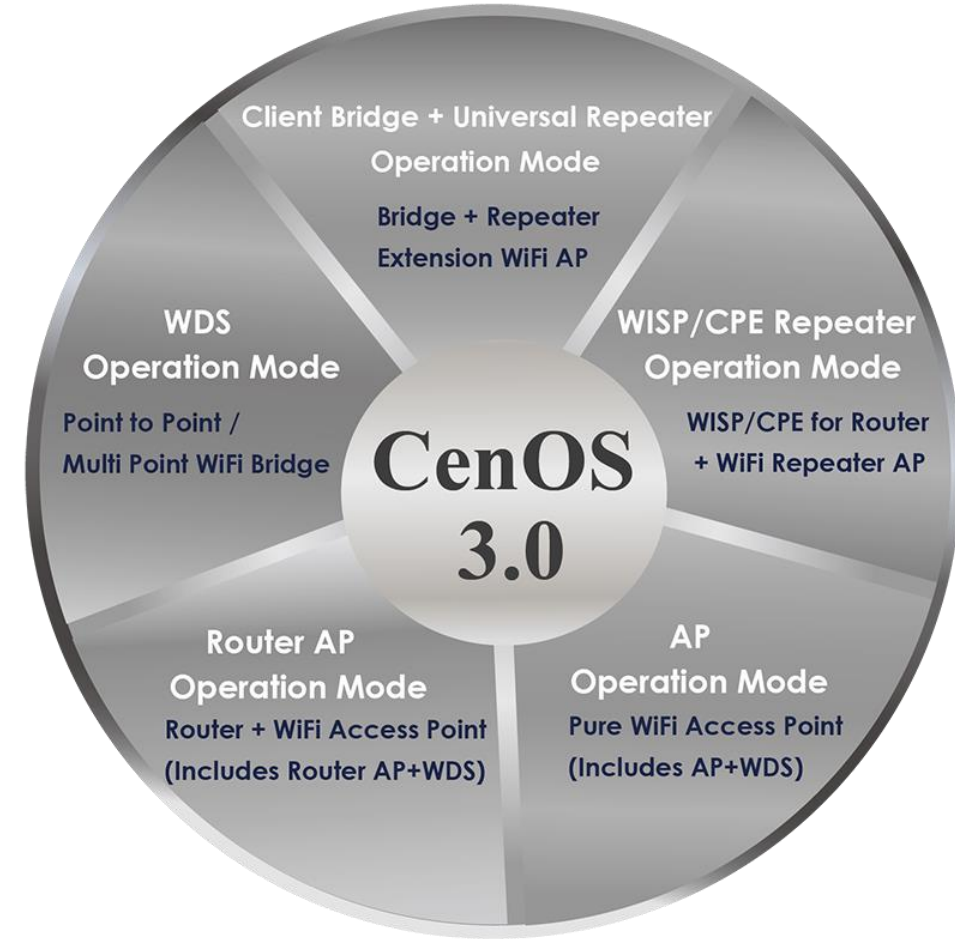 Client Bridge + Universal Repeater
Operation Mode
Bridge + Repeater
Extension WiFi AP
WDS
Operation Mode
Point to Point /
Multi Point WiFi Bridge
WISP/CPE Repeater
Operation Mode
WISP/CPE for Router
+ WiFi Repeater AP
CenOS
3.0
Router AP
Operation Mode
Router + WiFi Access Point
(Includes Router AP+WDS)
AP
Operation Mode
Pure WiFi Access Point
(Includes AP+WDS)